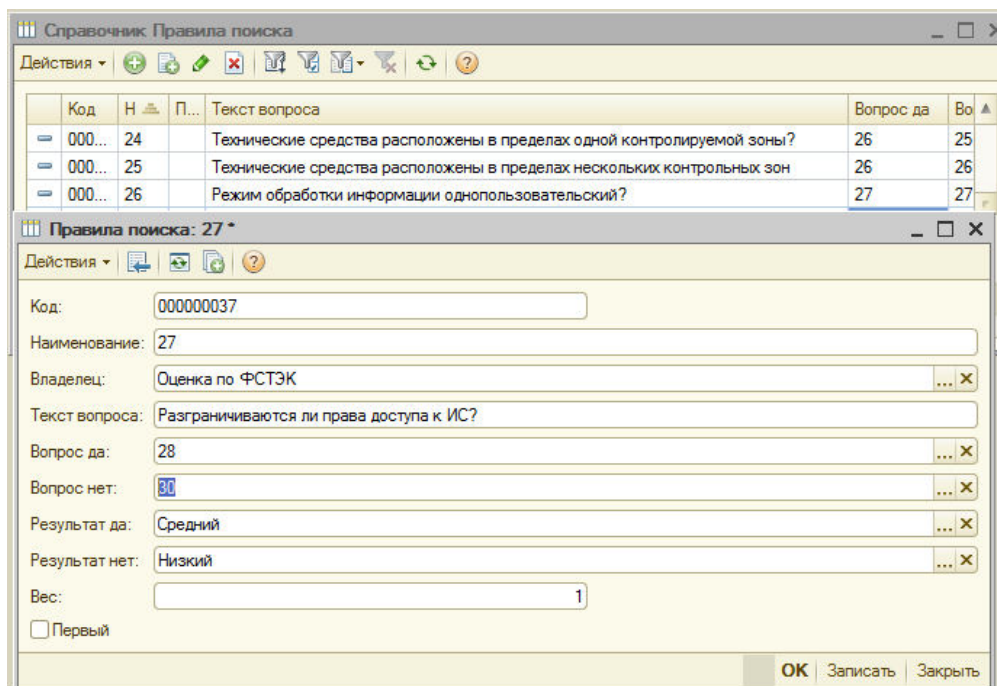 Справочник Правила поиска
Действия
Код Н П... Текст вопроса Вопрос да Во
000... 24 Технические средства расположены в пределах одной контролируемой зоны? 26 25
000... 25 Технические средства расположены в пределах нескольких контрольных зон 26 26
000... 26 Режим обработки информации однопользовательский? 27 27
Правила поиска: 27 *
Действия
Код: 000000037
Наименование: 27
Владелец: Оценка по ФСТЭК ...
Текст вопроса: Разграничиваются ли права доступа к ИС?
Вопрос да: 28 ...
Вопрос нет: 30 ...
Результат да: Средний ...
Результат нет: Низкий ...
Вес: 1
Первый
OK Записать Закрыть